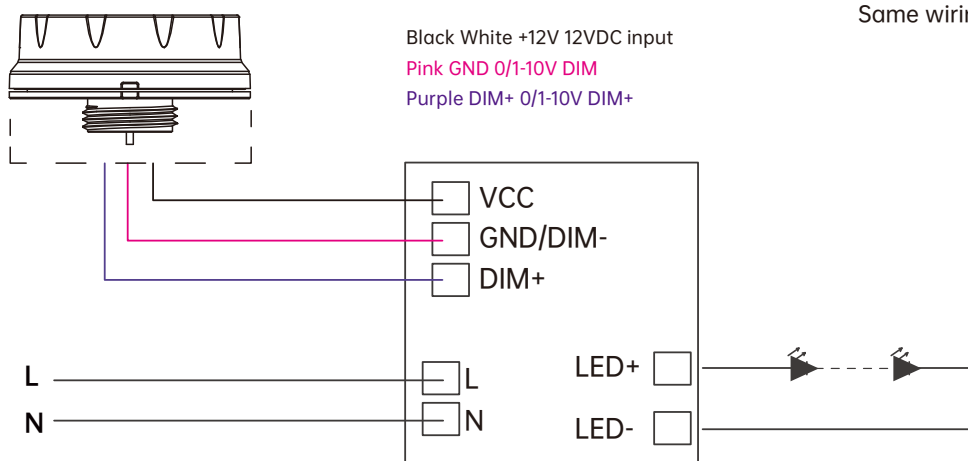 Same
Black White +12V 12VDC input
Pink GND 0/1-10V DIM
Purple DIM+ 0/1-10V DIM+
VCC
GND/DIM-
DIM+
L
L
N
N
LED+
LED-